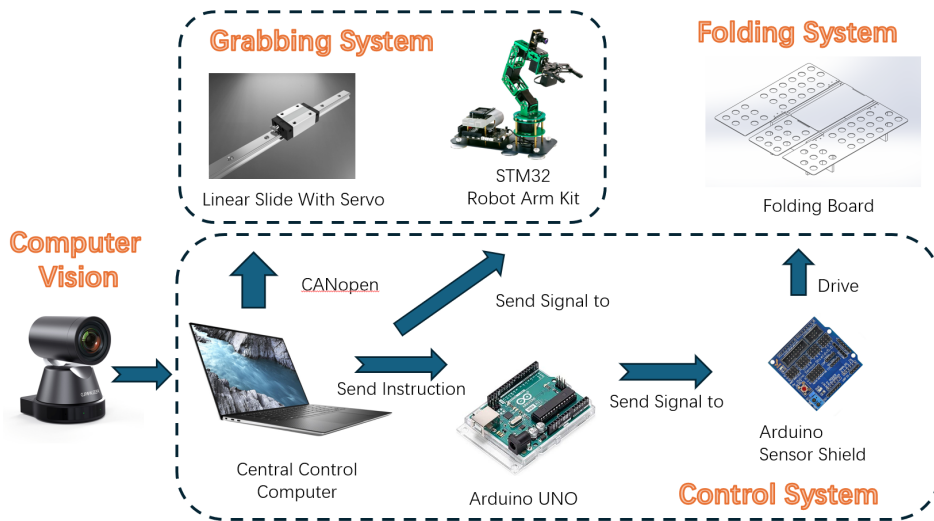 Grabbing System
Folding System
Linear Slide With Servo
STM32
Robot Arm Kit
Folding Board
Computer
Vision
CANopen
Send Signal to
Drive
Send Instruction
Send Signal to
Central Control
Computer
Arduino UNO
Arduino
Sensor Shield
Control System